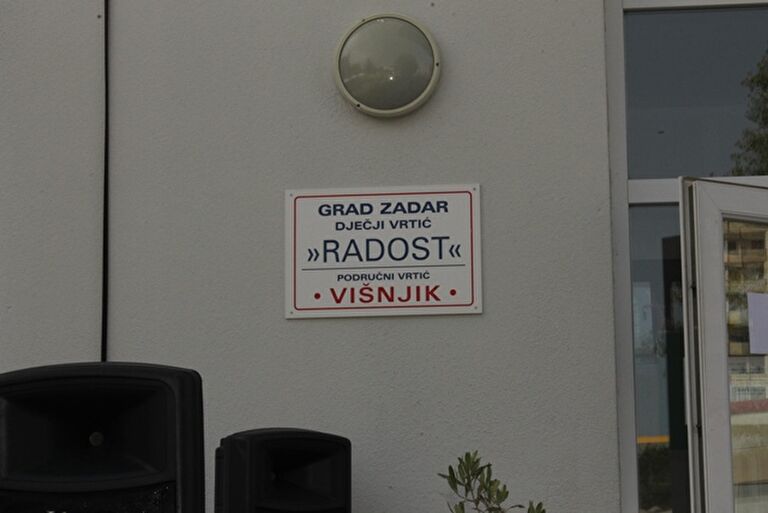 GRAD ZADAR
DJEČJI VRTIĆ
»RADOST«
PODRUČNI VRTIĆ
• VIŠNJIK •